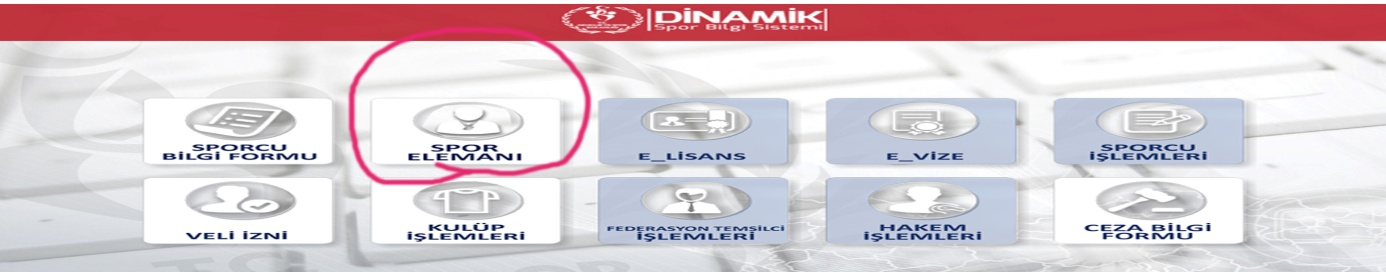 DİNAMİK
Spor Bilgi Sistemi
SPORCU
BİLGİ FORMU
SPOR
ELEMANI
E_LİSANS
E_VİZE
SPORCU
İŞLEMLERİ
VELİ İZNİ
KULÜP
İŞLEMLERİ
FEDERASYON TEMSİLCİ
İŞLEMLERİ
HAKEM
İŞLEMLERİ
CEZA BİLGİ
FORMU